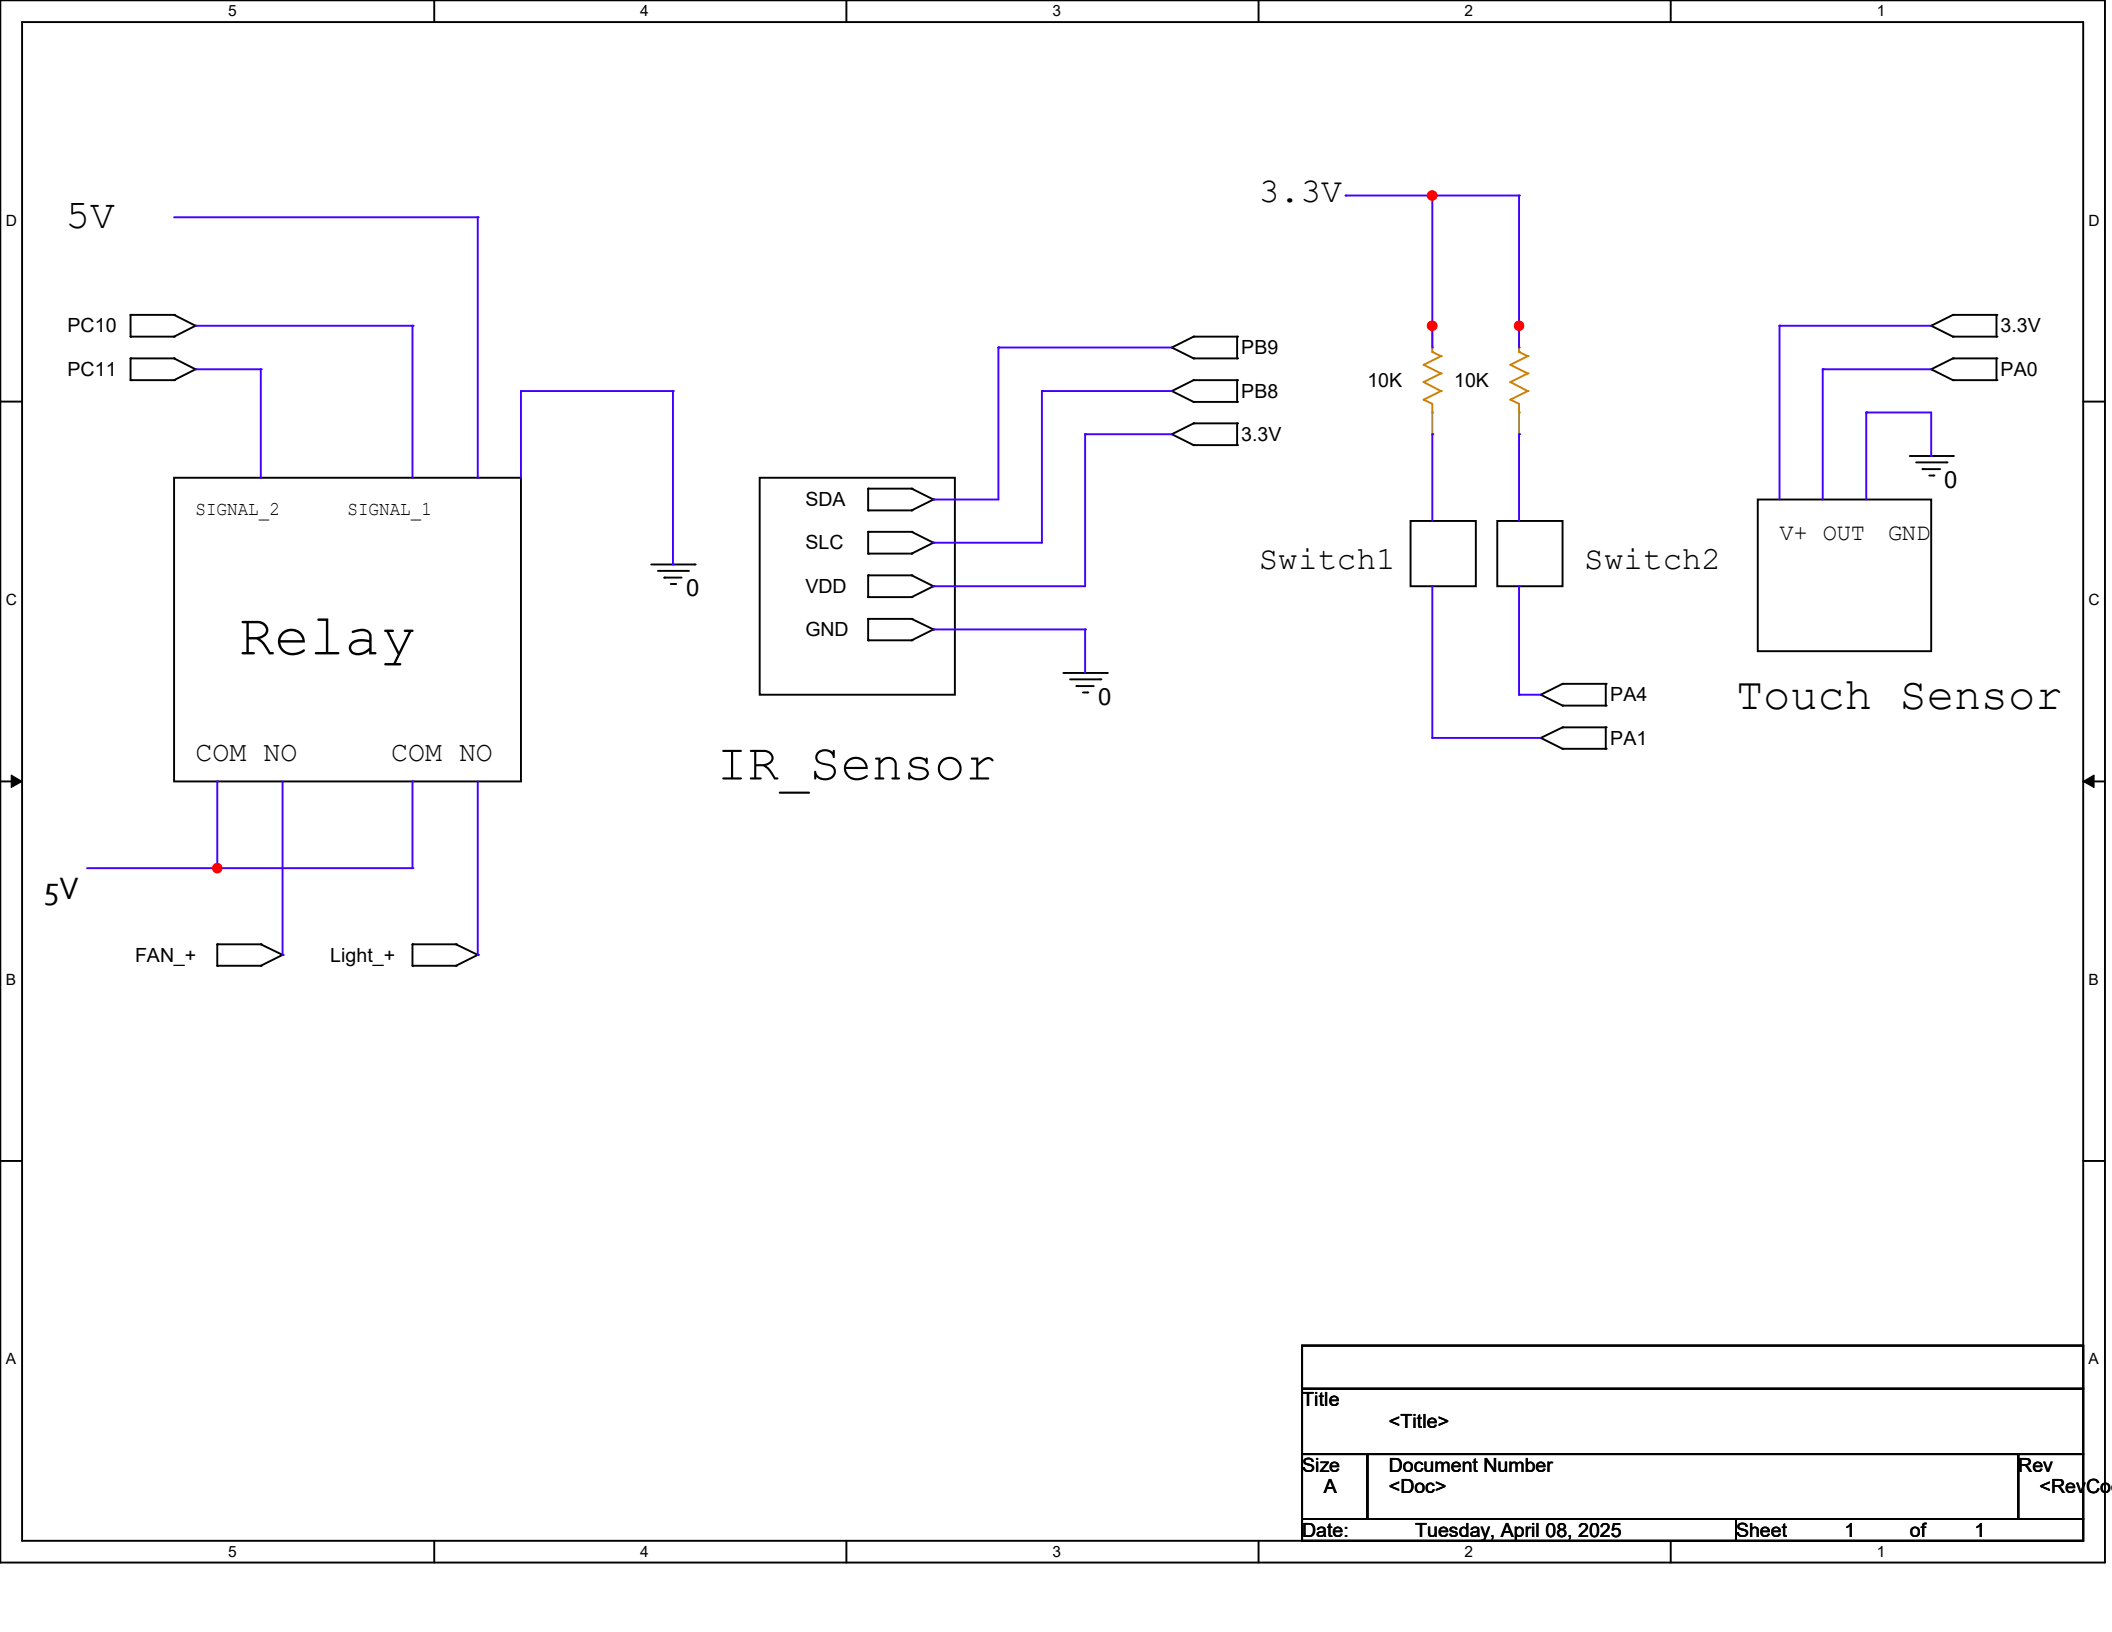 5 4 3 2 1
D D
C C
B B
A A
5V
PC10
PC11
SIGNAL_2 SIGNAL_1
Relay
COM NO COM NO
5V
FAN_+ Light_+
0
PB9
PB8
3.3V
SDA
SLC
VDD
GND
0
IR_Sensor
3.3V
10K 10K
Switch1 Switch2
PA4
PA1
3.3V
PA0
0
V+ OUT GND
Touch Sensor
Title
<Title>
Size Document Number Rev
A <Doc> <RevCo
Date: Tuesday, April 08, 2025 Sheet 1 of 1
5 4 3 2 1